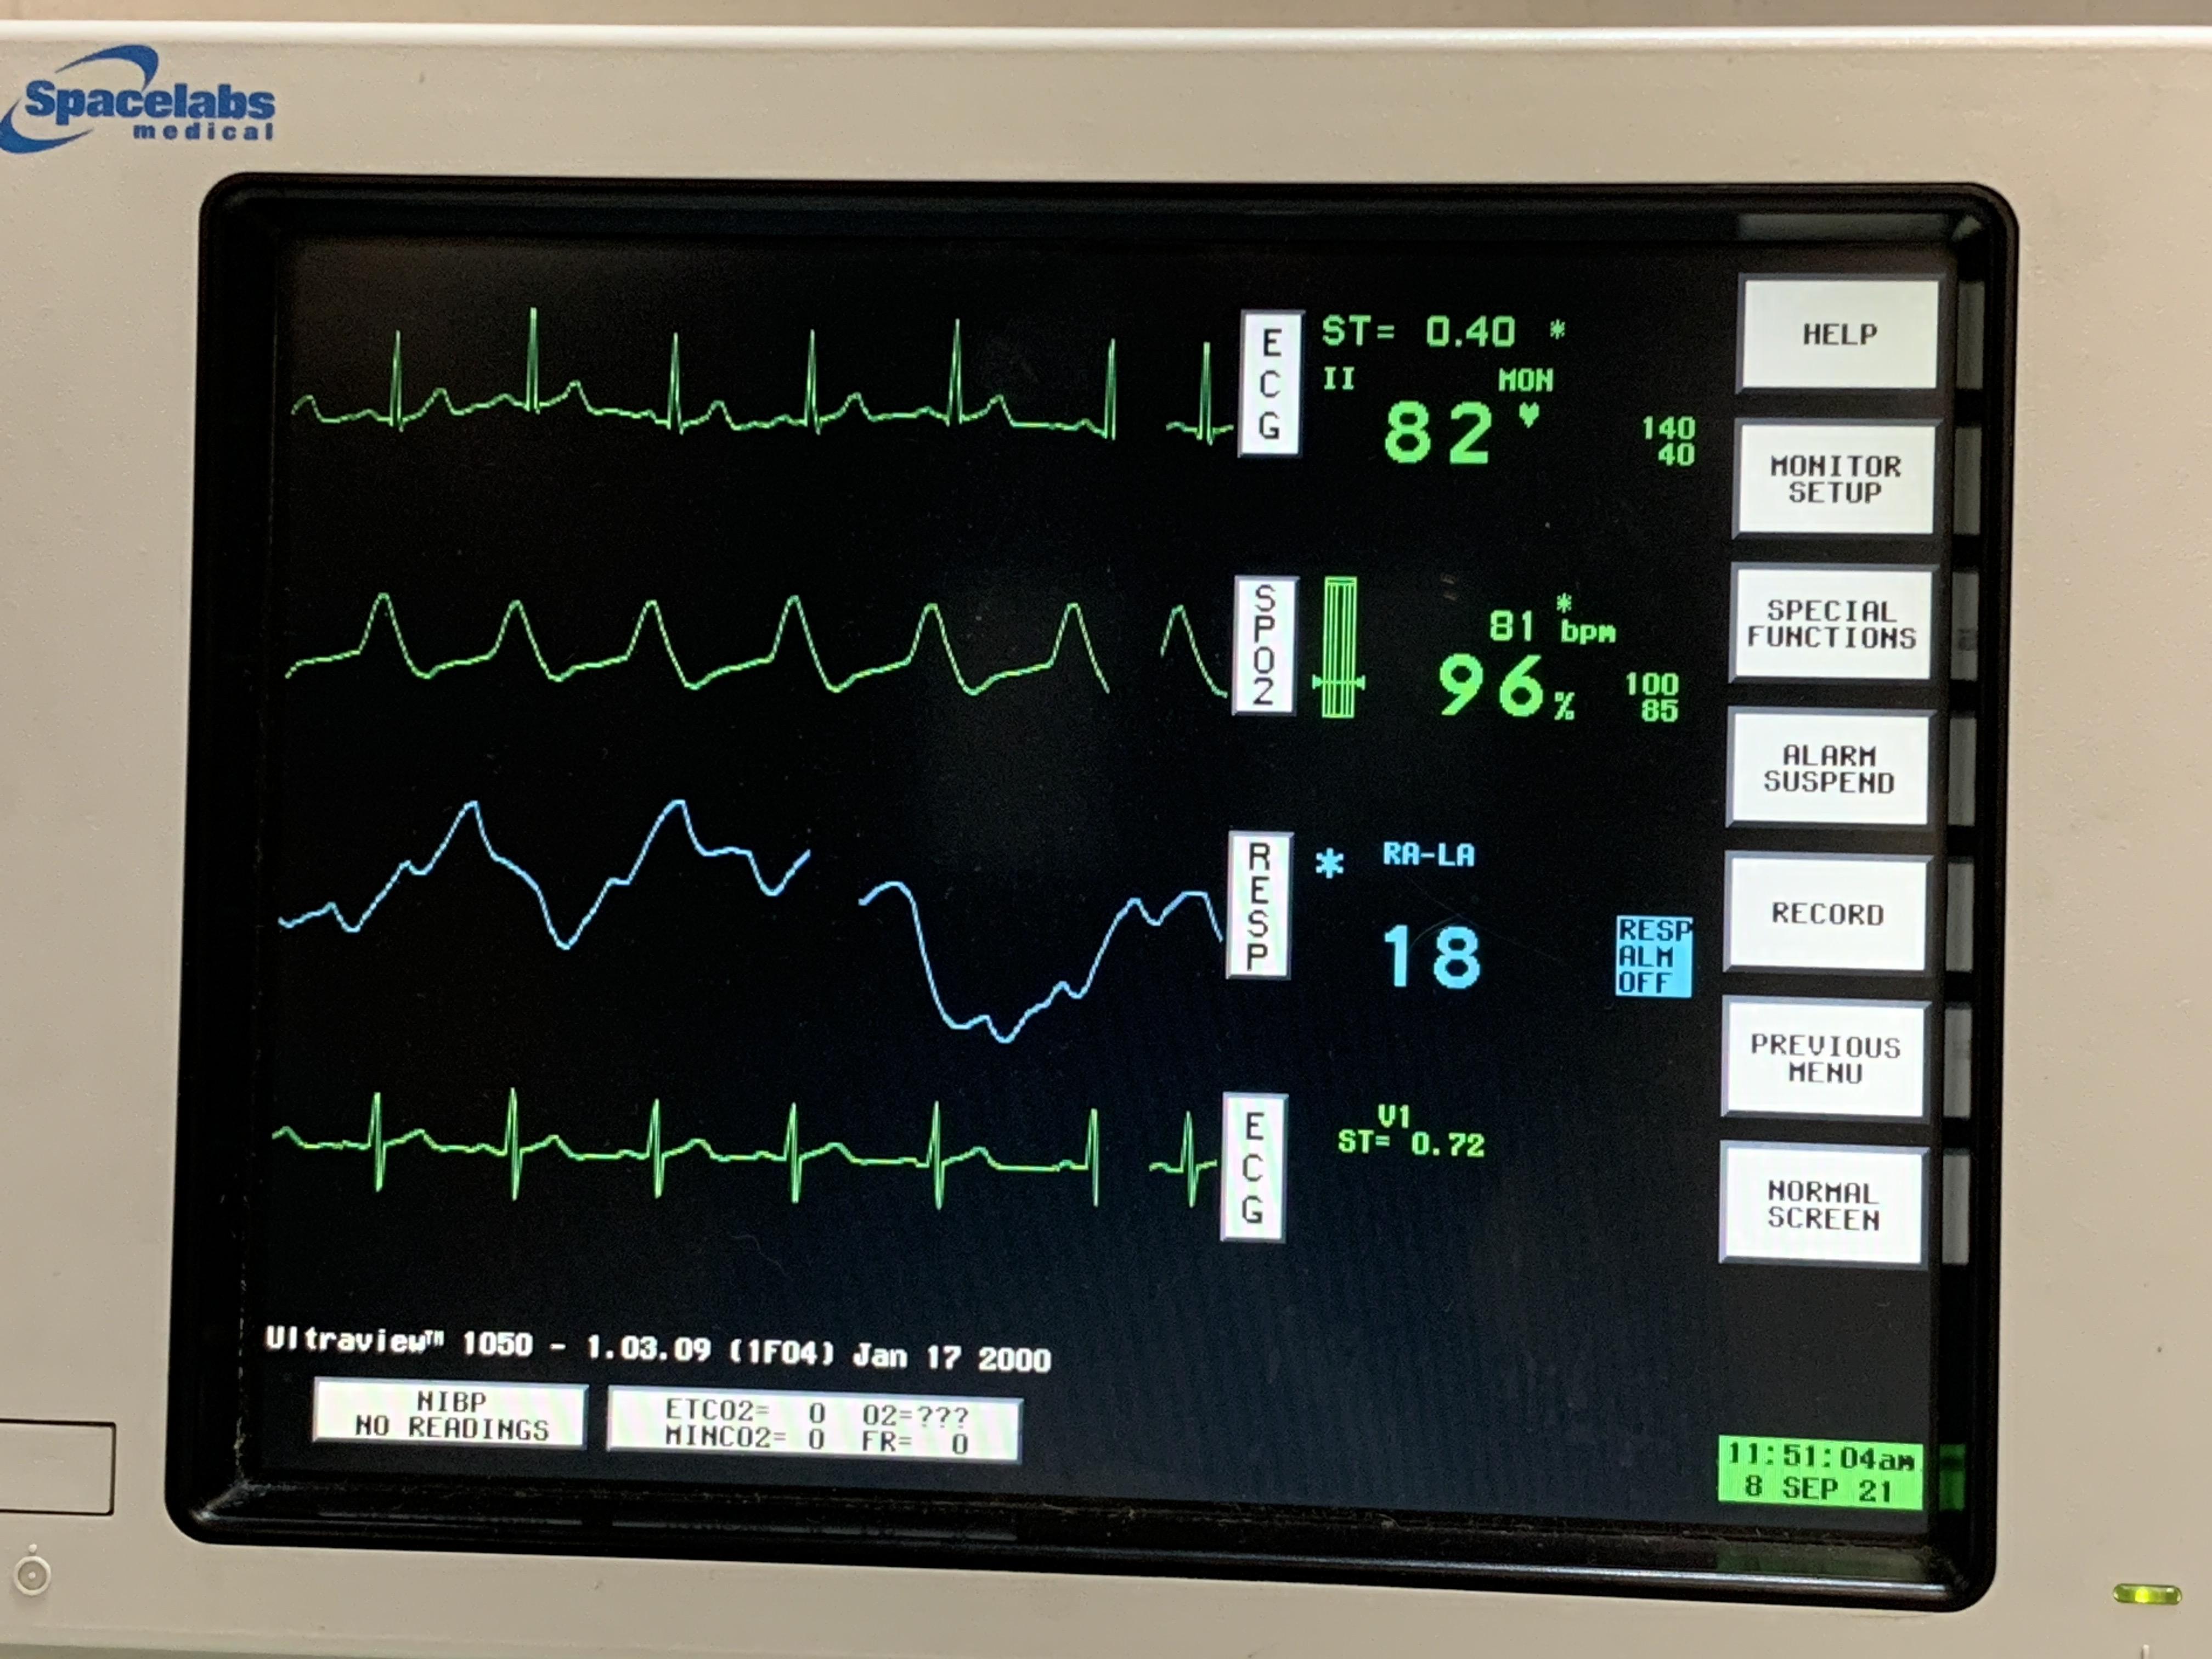 Spacelabs
medical
ECG
ST= 0.40 *
II MON
82
140
40
SPO2
* 
81 bpm
96%
100
85
RESP
* RA-LA
18
RESP
ALM
OFF
ECG
V1
ST= 0.72
HELP
MONITOR
SETUP
SPECIAL
FUNCTIONS
ALARM
SUSPEND
RECORD
PREVIOUS
MENU
NORMAL
SCREEN
Ultraview™ 1050 - 1.03.09 (1F04) Jan 17 2000
NIBP
NO READINGS
ETCO2= 0 O2=???
MINCO2= 0 FR= 0
11:51:04am
8 SEP 21